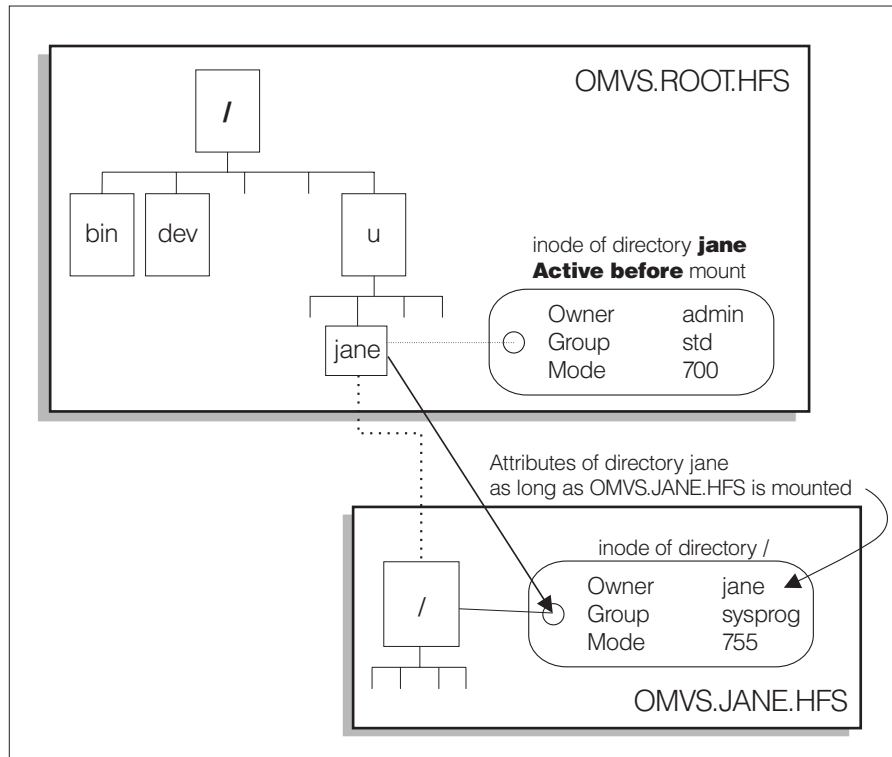 OMVS.ROOT.HFS
/
bin
dev
u
inode of directory jane
Active before mount
Owner admin
Group std
Mode 700
jane
Attributes of directory jane
as long as OMVS.JANE.HFS is mounted
inode of directory /
/
Owner jane
Group sysprog
Mode 755
OMVS.JANE.HFS